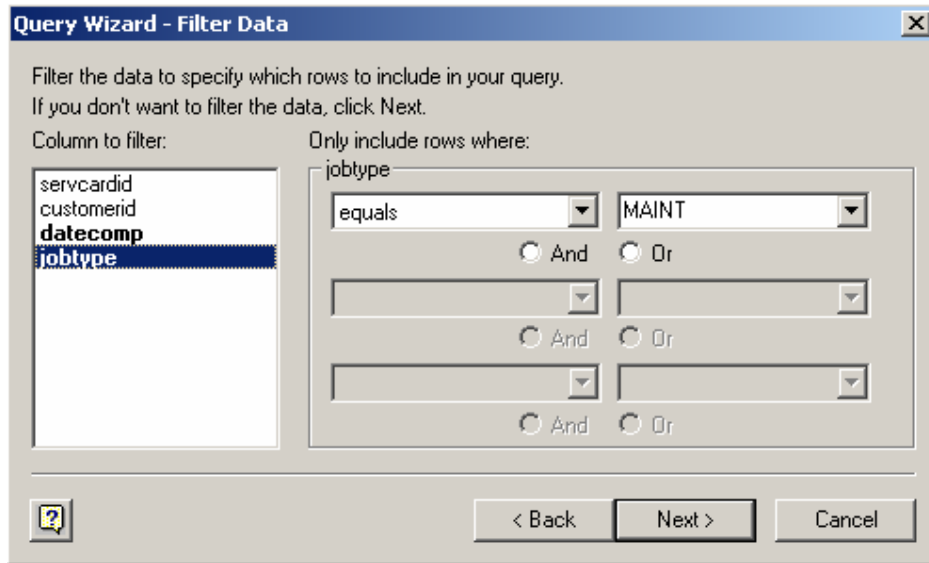 Query Wizard - Filter Data
Filter the data to specify which rows to include in your query.
If you don't want to filter the data, click Next.
Column to filter:
Only include rows where:
servcardid
customerid
datecomp
jobtype
jobtype
equals
MAINT
And
Or
And
Or
And
Or
< Back
Next >
Cancel